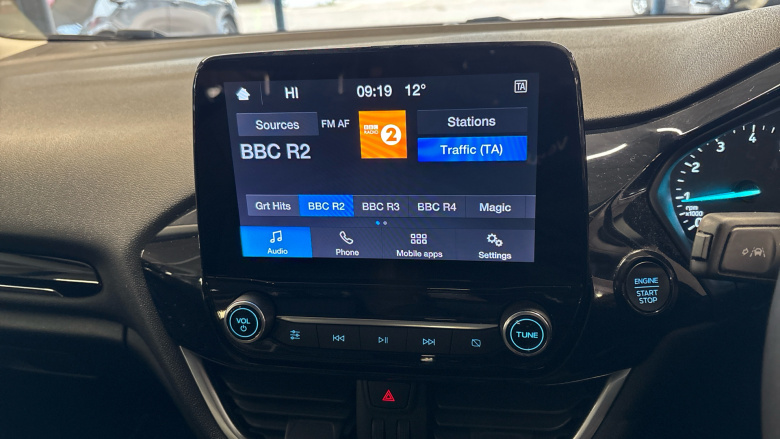 HI 09:19 12° TA
Sources FM AF BBC RADIO 2 Stations
BBC R2 Traffic (TA)
Grt Hits BBC R2 BBC R3 BBC R4 Magic
Audio Phone Mobile apps Settings
VOL TUNE
ENGINE
START
STOP
4
3
2
1
0
rpm
x1000